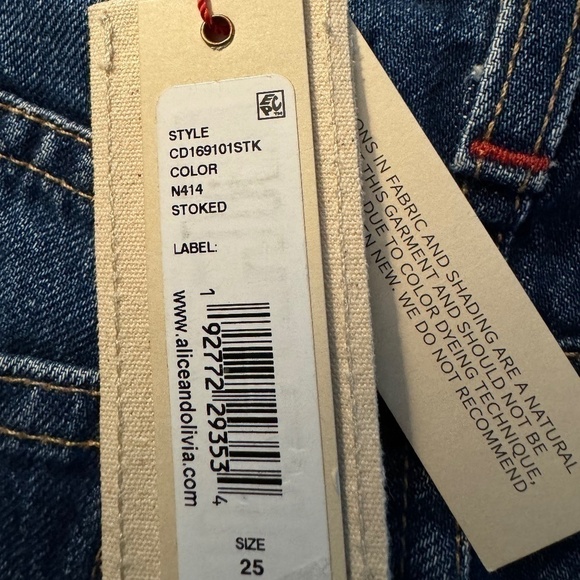 EPC™
STYLE
CD169101STK
COLOR
N414
STOKED
LABEL:
1 92772 29353 4
www.aliceandolivia.com
SIZE
25
IN FABRIC AND SHADING ARE A NATURAL
THIS GARMENT AND SHOULD NOT BE
DUE TO COLOR DYEING TECHNIQUE,
NEW. WE DO NOT RECOMMEND